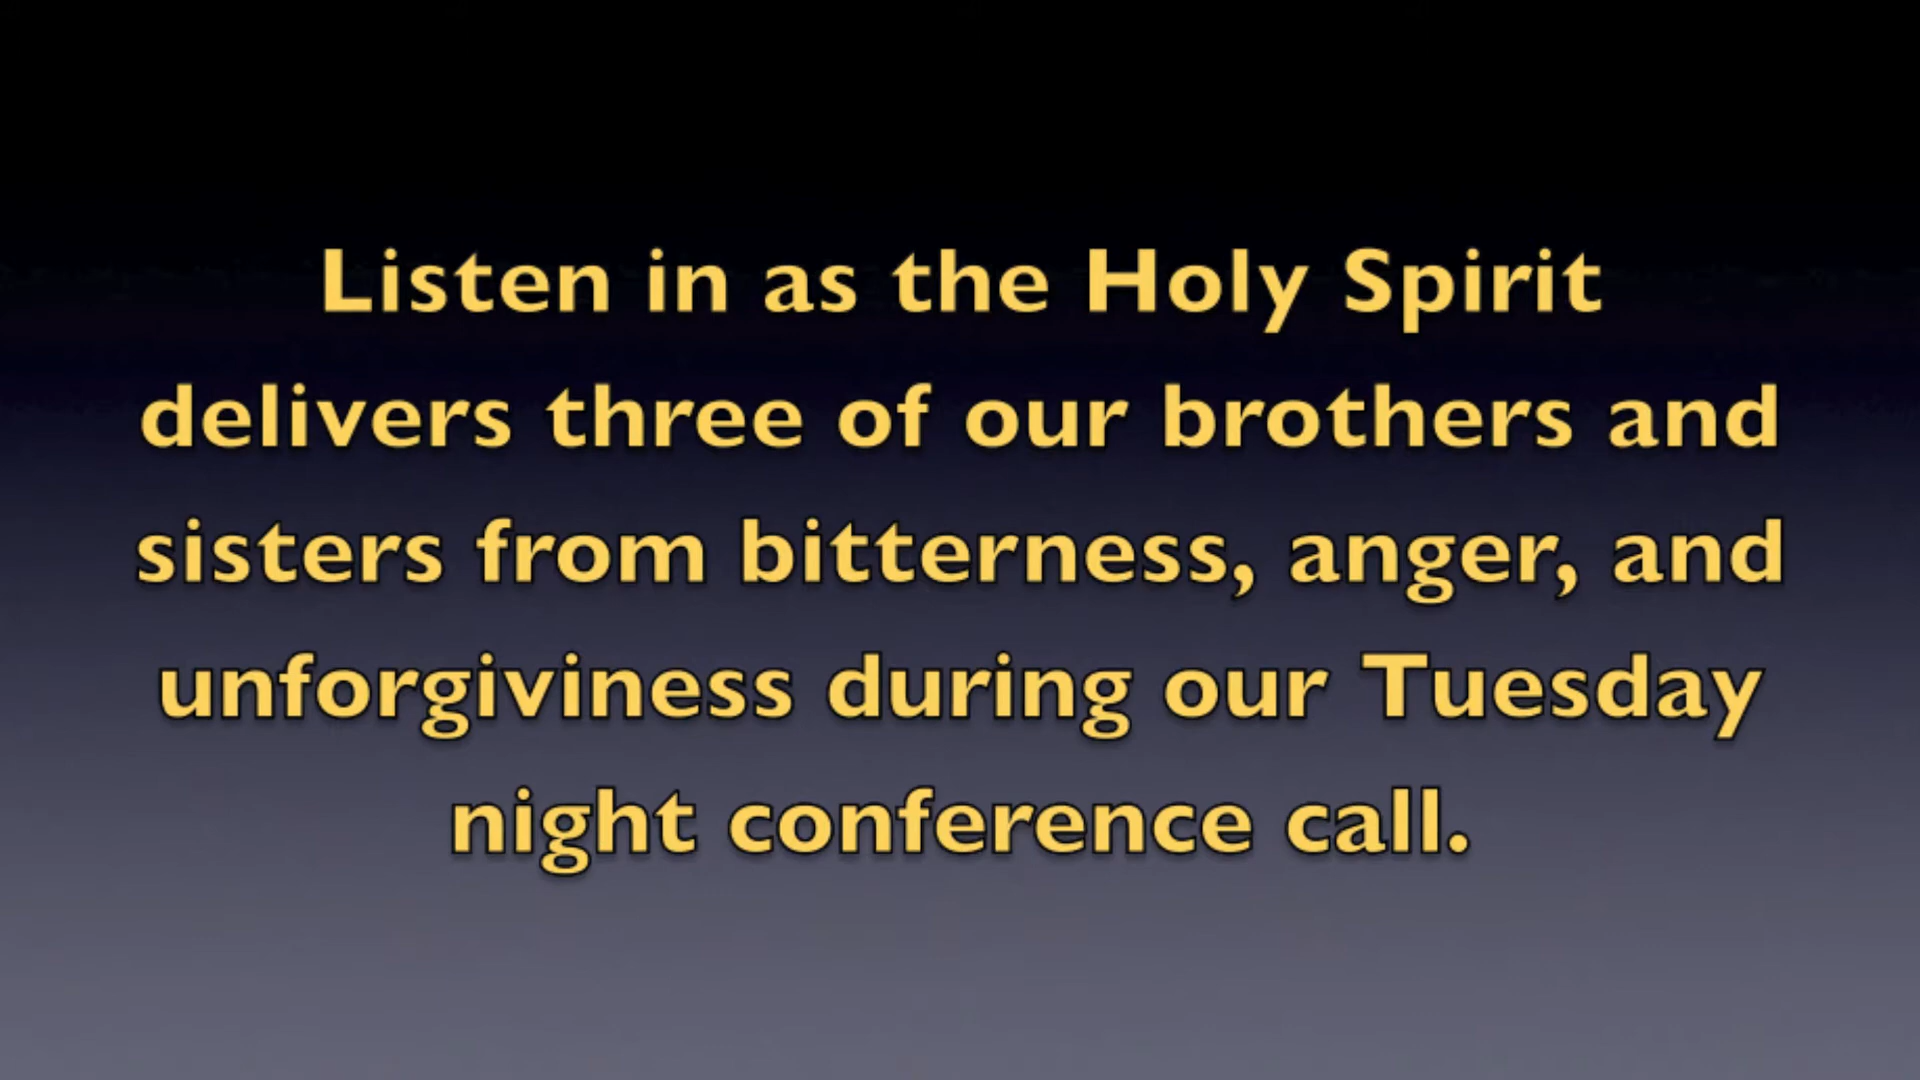 Listen in as the Holy Spirit
delivers three of our brothers and
sisters from bitterness, anger, and
unforgiviness during our Tuesday
night conference call.